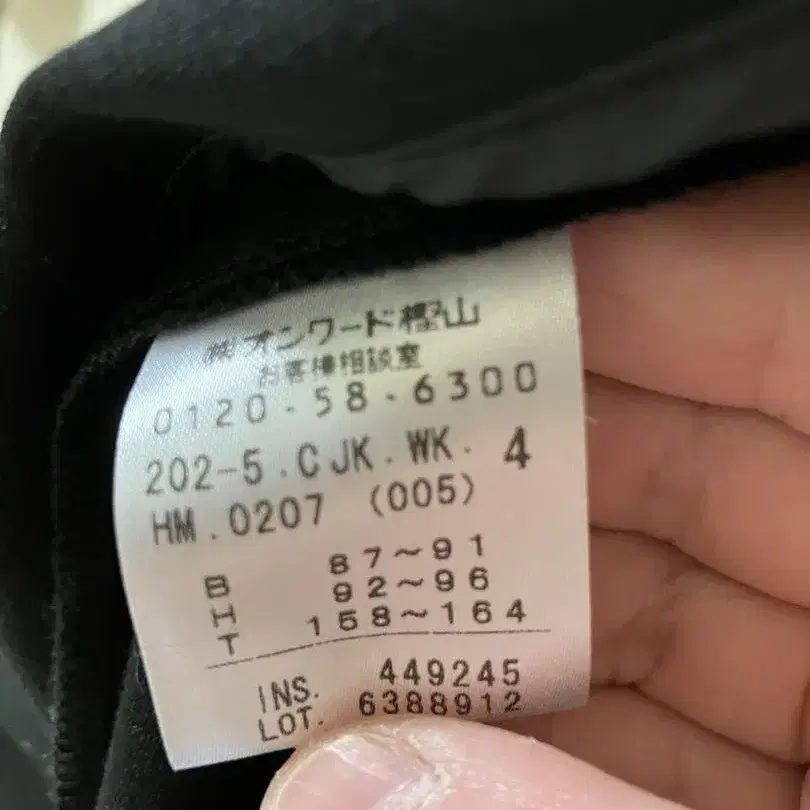 ㈱オンワード樫山
お客様相談室
0120-58-6300
202-5.CJK.WK. 4
HM.0207 (005)
B 87~91
H 92~96
T 158~164
INS. 449245
LOT. 6388912